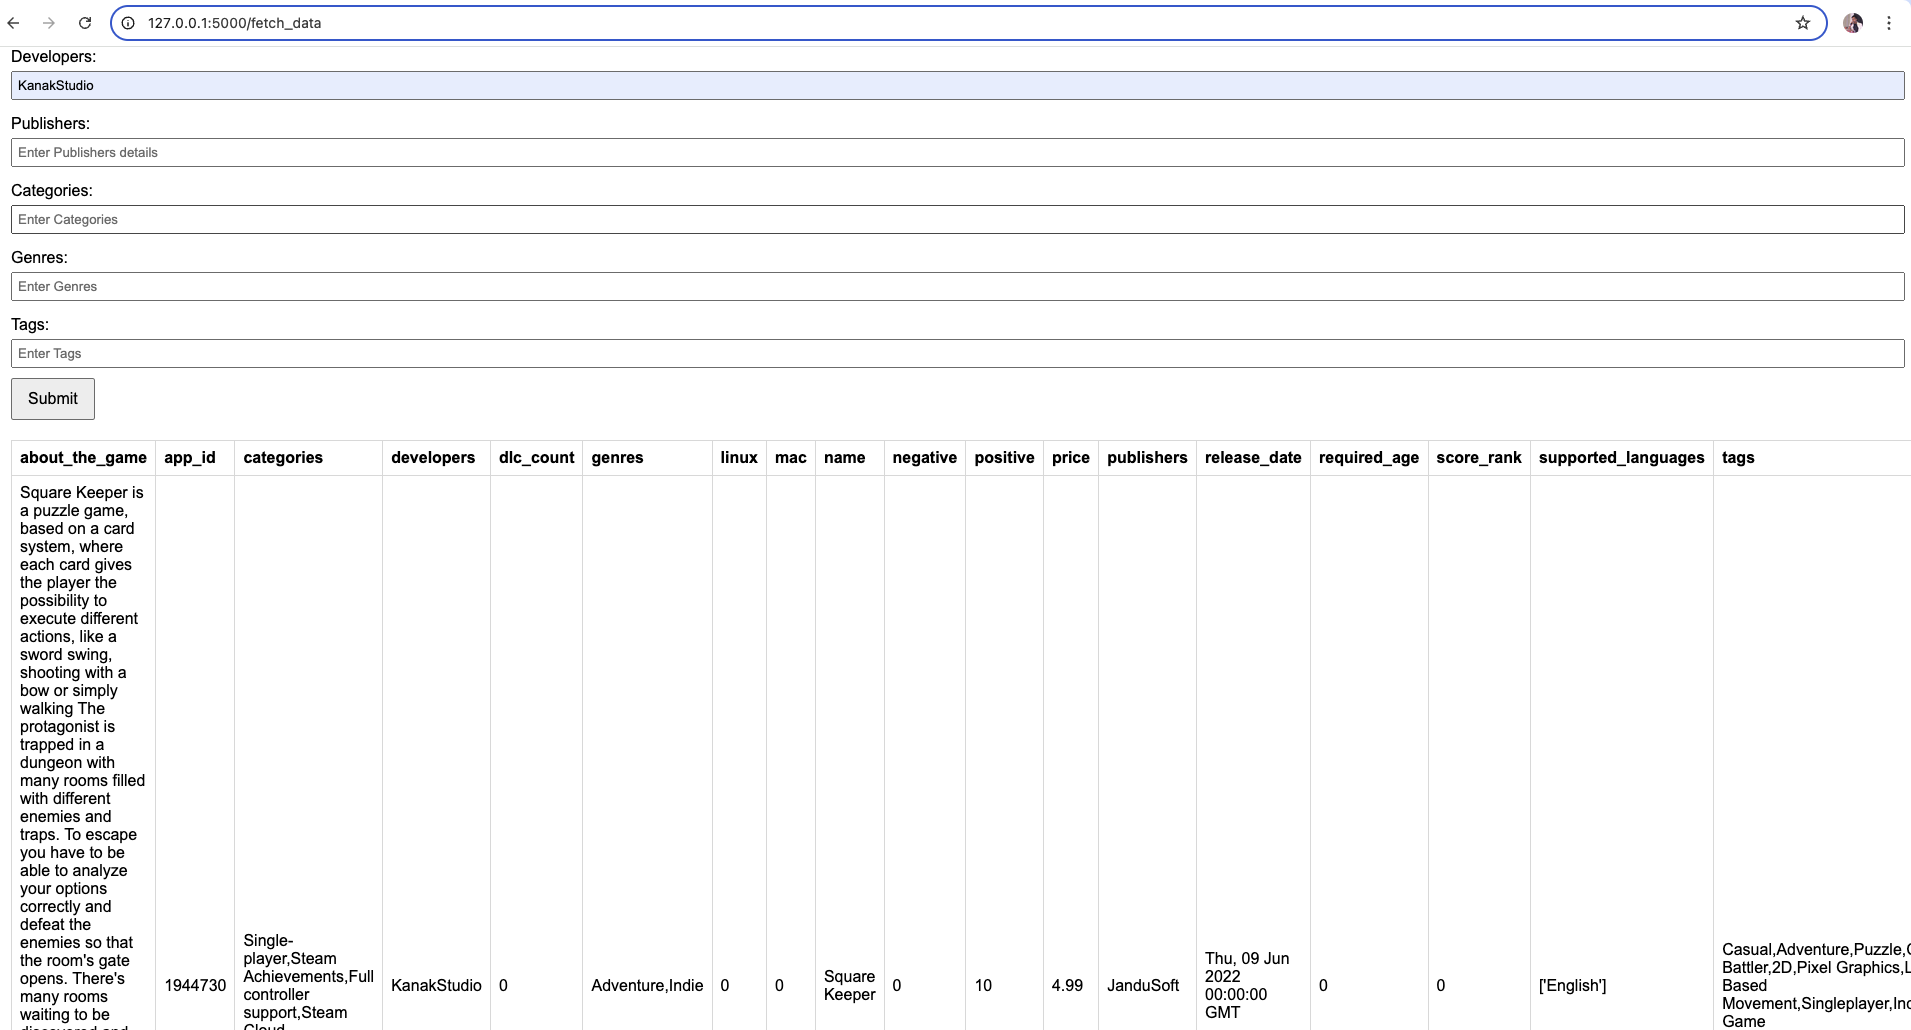 127.0.0.1:5000/fetch_data
Developers:
KanakStudio
Publishers:
Enter Publishers details
Categories:
Enter Categories
Genres:
Enter Genres
Tags:
Enter Tags
Submit
about_the_game app_id categories developers dlc_count genres linux mac name negative positive price publishers release_date required_age score_rank supported_languages tags
Square Keeper is
a puzzle game,
based on a card
system, where
each card gives
the player the
possibility to
execute different
actions, like a
sword swing,
shooting with a
bow or simply
walking The
protagonist is
trapped in a
dungeon with
many rooms filled
with different
enemies and
traps. To escape
you have to be
able to analyze
your options
correctly and
defeat the
enemies so that
the room's gate
opens. There's
many rooms
waiting to be
discovered and
1944730
Single-
player,Steam
Achievements,Full
controller
support,Steam
Cloud
KanakStudio
0
Adventure,Indie
0
0
Square
Keeper
0
10
4.99
JanduSoft
Thu, 09 Jun
2022
00:00:00
GMT
0
0
['English']
Casual,Adventure,Puzzle,
Battler,2D,Pixel Graphics,
Based
Movement,Singleplayer,
Game